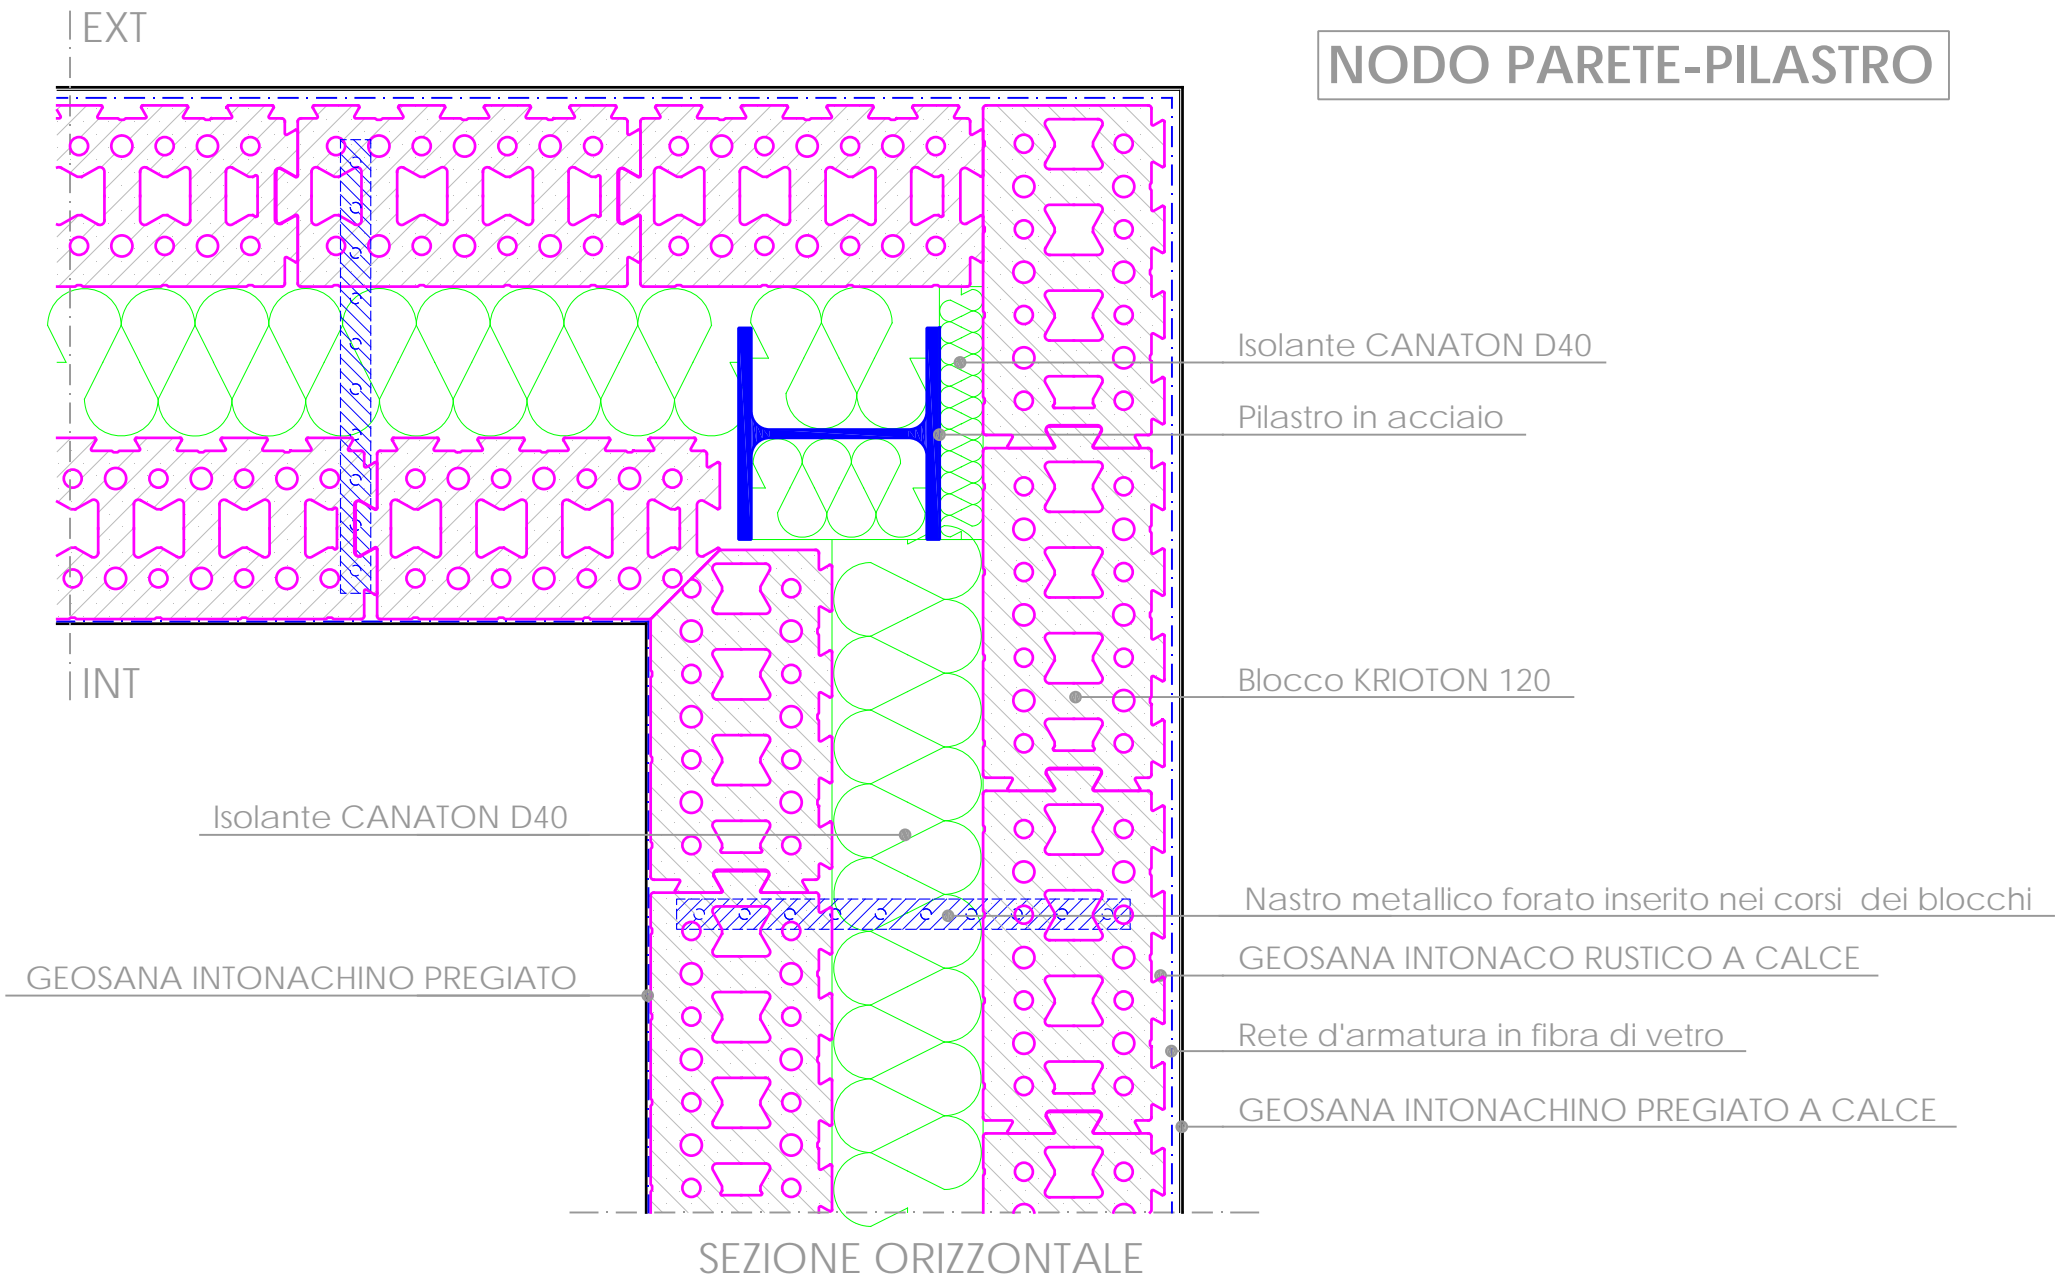 EXT
NODO PARETE-PILASTRO
Isolante CANATON D40
Pilastro in acciaio
INT
Blocco KRIOTON 120
Isolante CANATON D40
Nastro metallico forato inserito nei corsi dei blocchi
GEOSANA INTONACO RUSTICO A CALCE
GEOSANA INTONACHINO PREGIATO
Rete d'armatura in fibra di vetro
GEOSANA INTONACHINO PREGIATO A CALCE
SEZIONE ORIZZONTALE